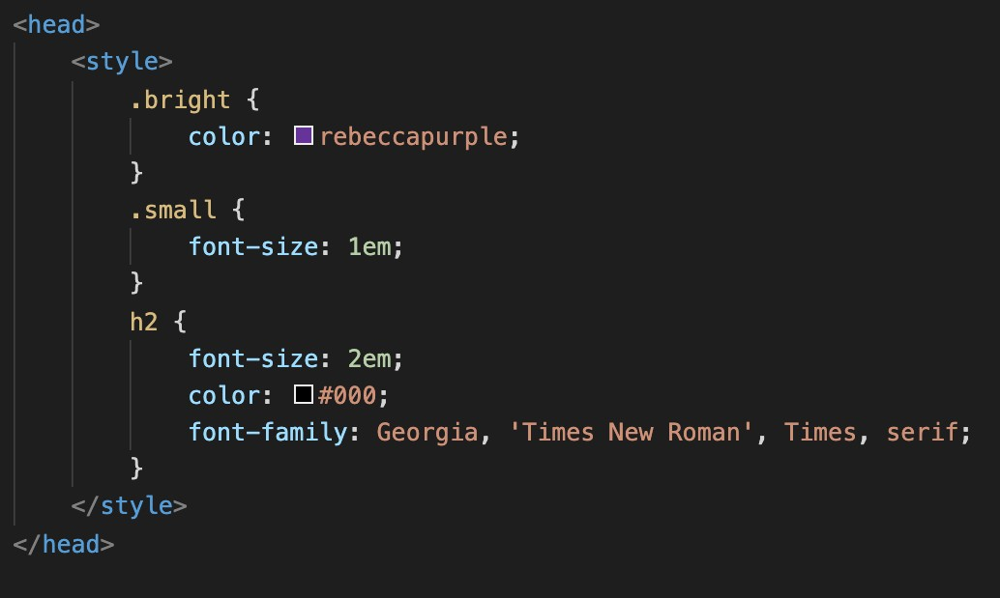 <head>
<style>
.bright {
color: rebeccapurple;
}
.small {
font-size: 1em;
}
h2 {
font-size: 2em;
color: #000;
font-family: Georgia, 'Times New Roman', Times, serif;
}
</style>
</head>